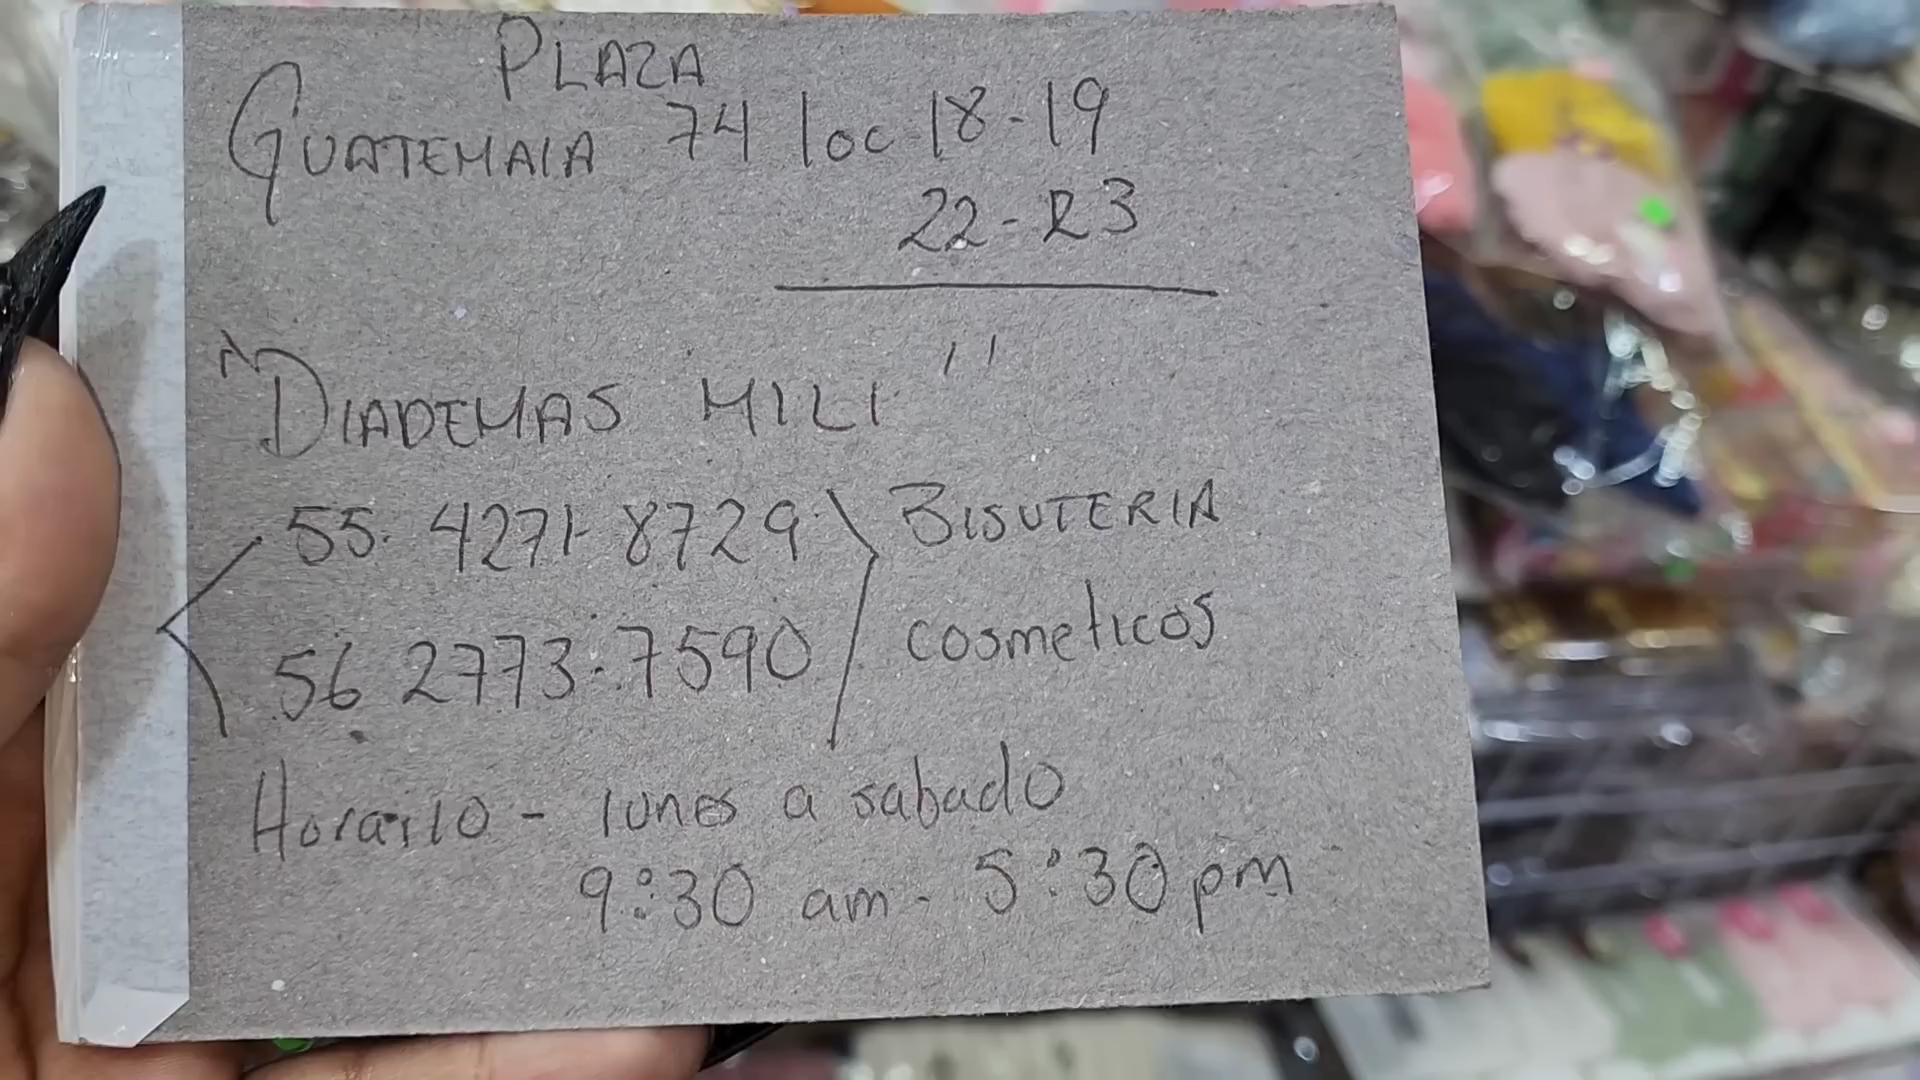 PLAZA
GUATEMALA 74 loc 18-19
22-23
"DIADEMAS MILI"
55. 4271-8729 BISUTERIA
56 2773-7590 cosmeticos
Horario - lunes a sabado
9:30 am - 5:30 pm